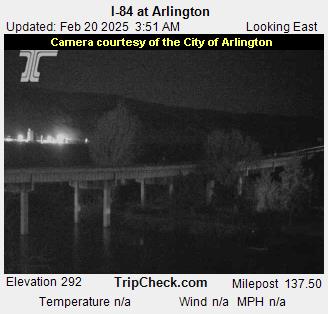 I-84 at Arlington
Updated: Feb 20 2025 3:51 AM Looking East
Camera courtesy of the City of Arlington
Elevation 292 TripCheck.com Milepost 137.50
Temperature n/a Wind n/a MPH n/a